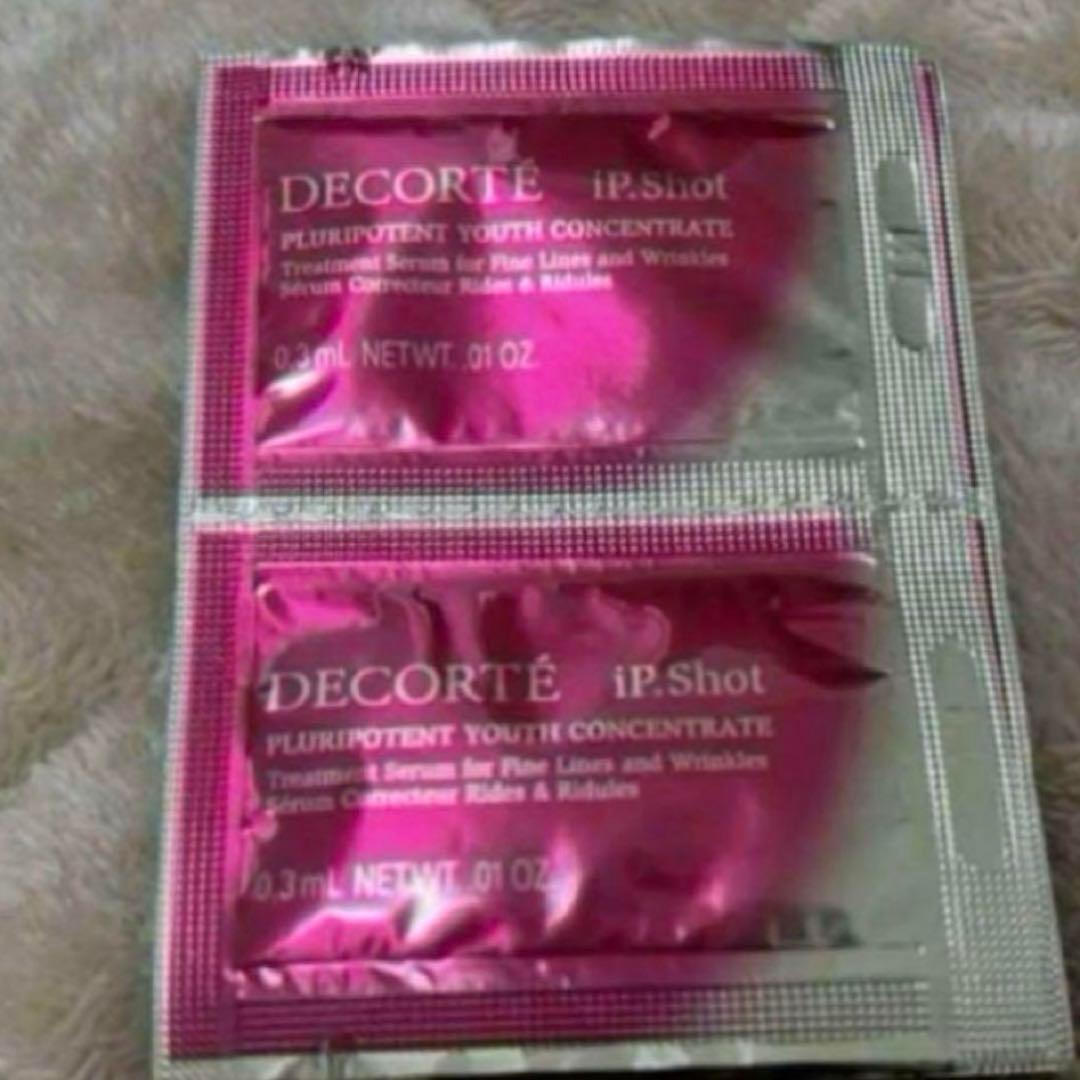 DECORTÉ iP.Shot
PLURIPOTENT YOUTH CONCENTRATE
Treatment Serum for Fine Lines and Wrinkles
Sérum Correcteur Rides & Ridules
0.3mL NETWT. .01 OZ.
DECORTÉ iP.Shot
PLURIPOTENT YOUTH CONCENTRATE
Treatment Serum for Fine Lines and Wrinkles
Sérum Correcteur Rides & Ridules
0.3mL NETWT. .01 OZ.